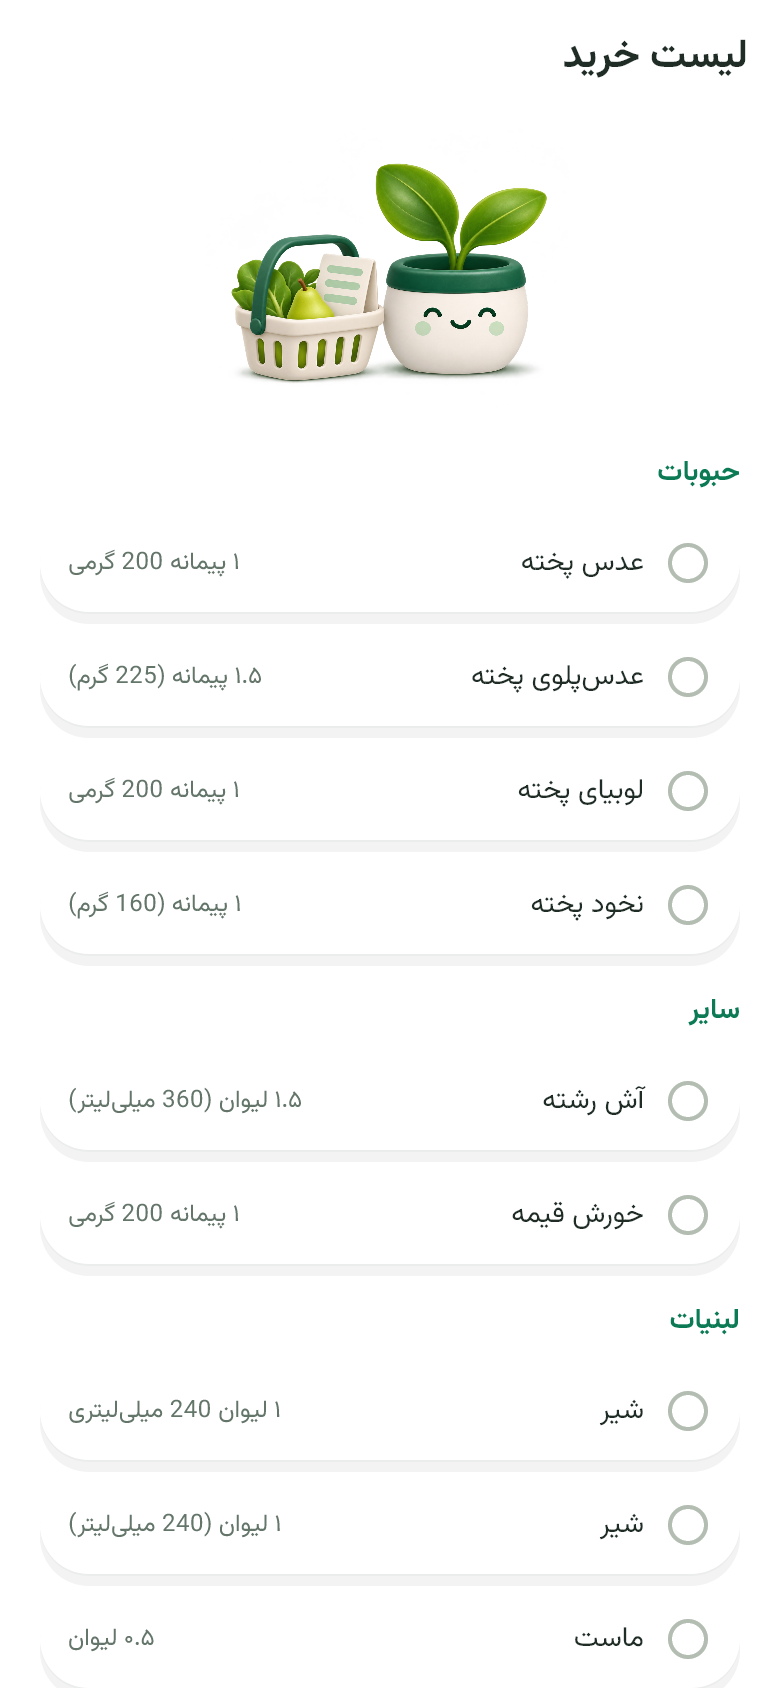 لیست خرید
حبوبات
عدس پخته ۱ پیمانه 200 گرمی
عدس‌پلوی پخته ۱.۵ پیمانه (225 گرم)
لوبیای پخته ۱ پیمانه 200 گرمی
نخود پخته ۱ پیمانه (160 گرم)
سایر
آش رشته ۱.۵ لیوان (360 میلی‌لیتر)
خورش قیمه ۱ پیمانه 200 گرمی
لبنیات
شیر ۱ لیوان 240 میلی‌لیتری
شیر ۱ لیوان (240 میلی‌لیتر)
ماست ۰.۵ لیوان